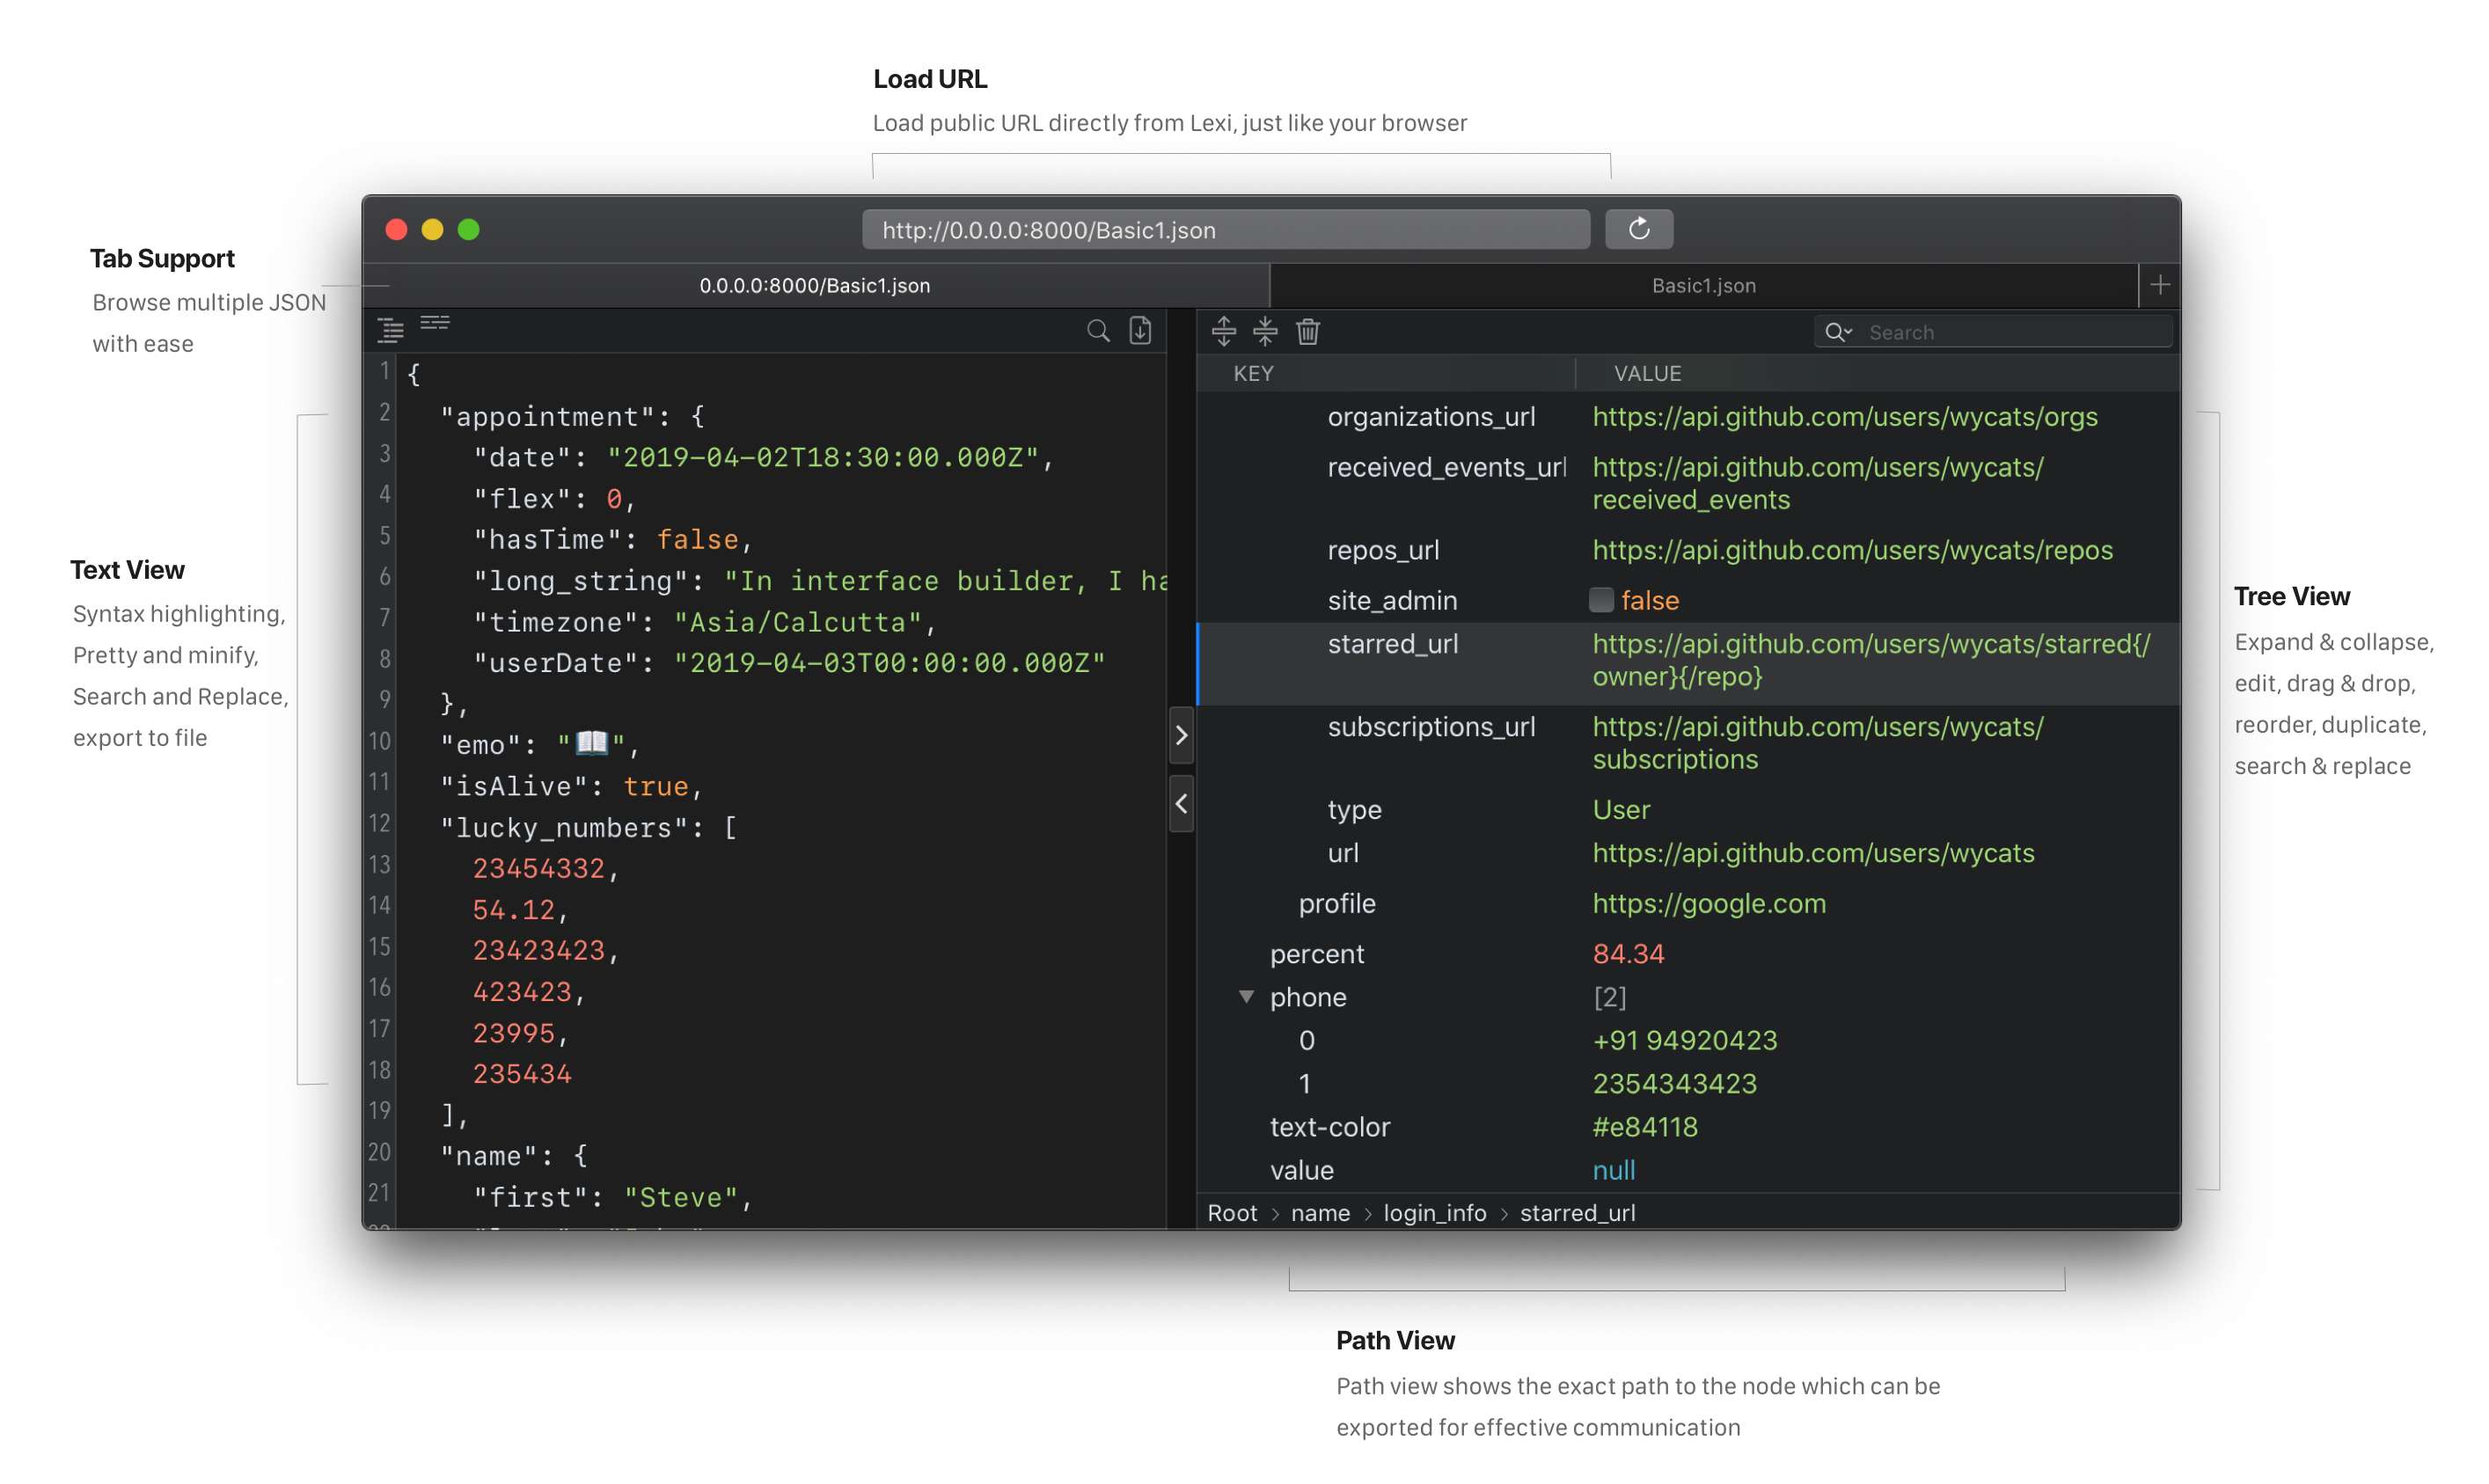 Load URL
Load public URL directly from Lexi, just like your browser
http://0.0.0.0:8000/Basic1.json
Tab Support
Browse multiple JSON
with ease
0.0.0.0:8000/Basic1.json
Basic1.json
Text View
Syntax highlighting,
Pretty and minify,
Search and Replace,
export to file
1 {
2 "appointment": {
3 "date": "2019-04-02T18:30:00.000Z",
4 "flex": 0,
5 "hasTime": false,
6 "long_string": "In interface builder, I ha
7 "timezone": "Asia/Calcutta",
8 "userDate": "2019-04-03T00:00:00.000Z"
9 },
10 "emo": "📖",
11 "isAlive": true,
12 "lucky_numbers": [
13 23454332,
14 54.12,
15 23423423,
16 423423,
17 23995,
18 235434
19 ],
20 "name": {
21 "first": "Steve",
Search
KEY VALUE
organizations_url https://api.github.com/users/wycats/orgs
received_events_url https://api.github.com/users/wycats/
received_events
repos_url https://api.github.com/users/wycats/repos
site_admin false
starred_url https://api.github.com/users/wycats/starred{/
owner}{/repo}
subscriptions_url https://api.github.com/users/wycats/
subscriptions
type User
url https://api.github.com/users/wycats
profile https://google.com
percent 84.34
phone [2]
0 +91 94920423
1 2354343423
text-color #e84118
value null
Root > name > login_info > starred_url
Tree View
Expand & collapse,
edit, drag & drop,
reorder, duplicate,
search & replace
Path View
Path view shows the exact path to the node which can be
exported for effective communication